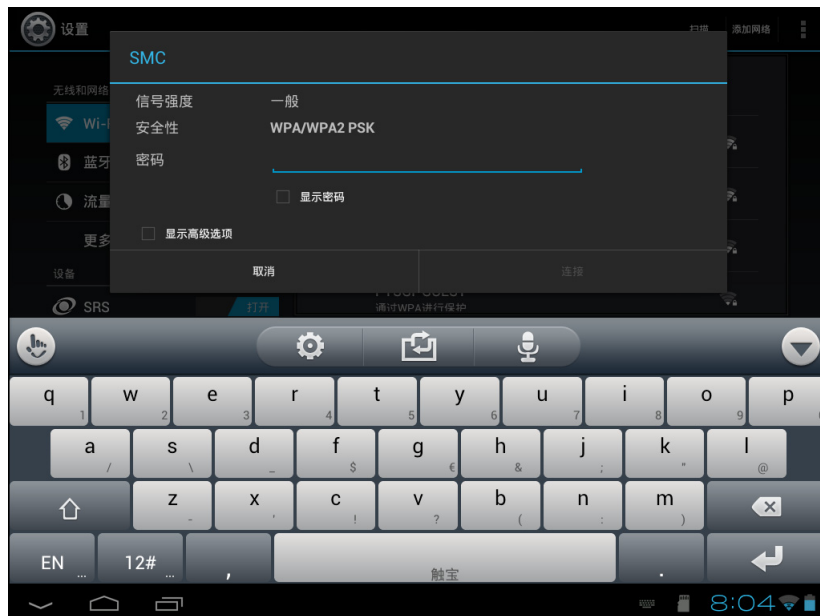 设置
扫描 添加网络
SMC
信号强度 一般
安全性 WPA/WPA2 PSK
密码
显示密码
显示高级选项
取消 连接
无线和网络
Wi-
蓝牙
流量
更多
设备
SRS 打开
通过WPA进行保护
q 1 w 2 e 3 r 4 t 5 y 6 u 7 i 8 o 9 p
a / s \ d _ f $ g € h & j ; k " l @
z - x ' c ! v ? b ( n : m )
EN ... 12# ... , 触宝 .
8:04